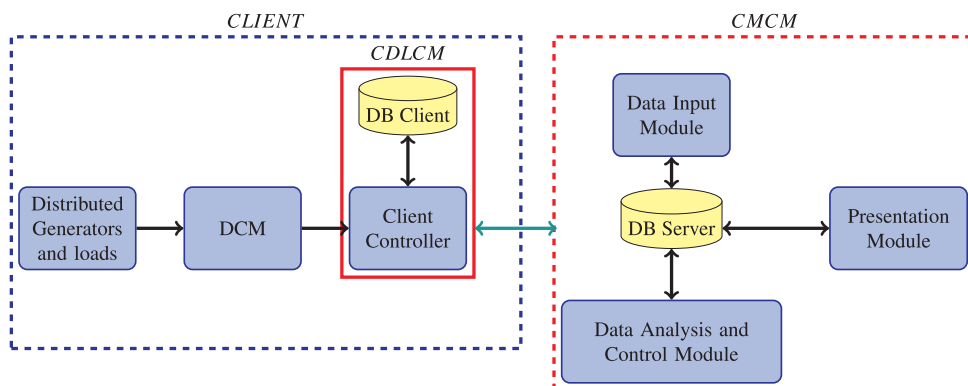 CLIENT
CMCM
CDLCM
DB Client
Data Input
Module
Distributed
Generators
and loads
DCM
Client
Controller
DB Server
Presentation
Module
Data Analysis and
Control Module